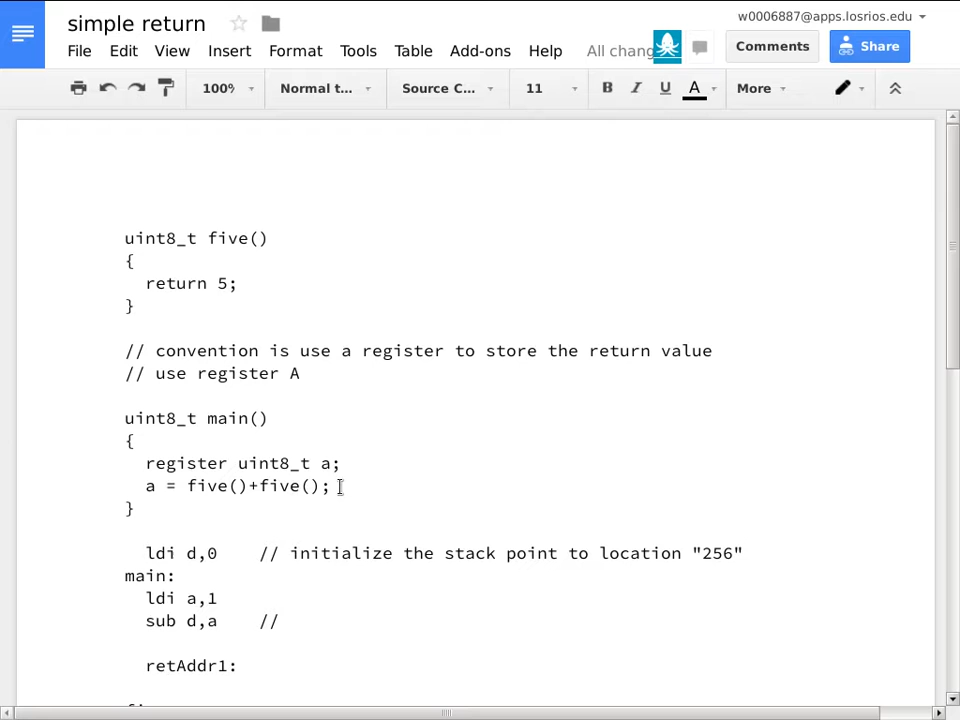 simple return
w0006887@apps.losrios.edu
File Edit View Insert Format Tools Table Add-ons Help All chang
Comments
Share
100% Normal t... Source C... 11 B I U A More
uint8_t five()
{
return 5;
}
// convention is use a register to store the return value
// use register A
uint8_t main()
{
register uint8_t a;
a = five()+five();
}
ldi d,0 // initialize the stack point to location "256"
main:
ldi a,1
sub d,a //
retAddr1: